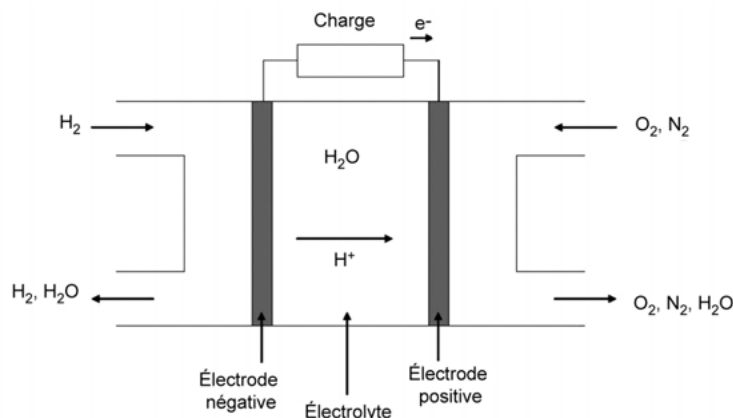 Charge
e-
H₂
O₂, N₂
H₂O
H⁺
H₂, H₂O
O₂, N₂, H₂O
Électrode
négative
Électrolyte
Électrode
positive